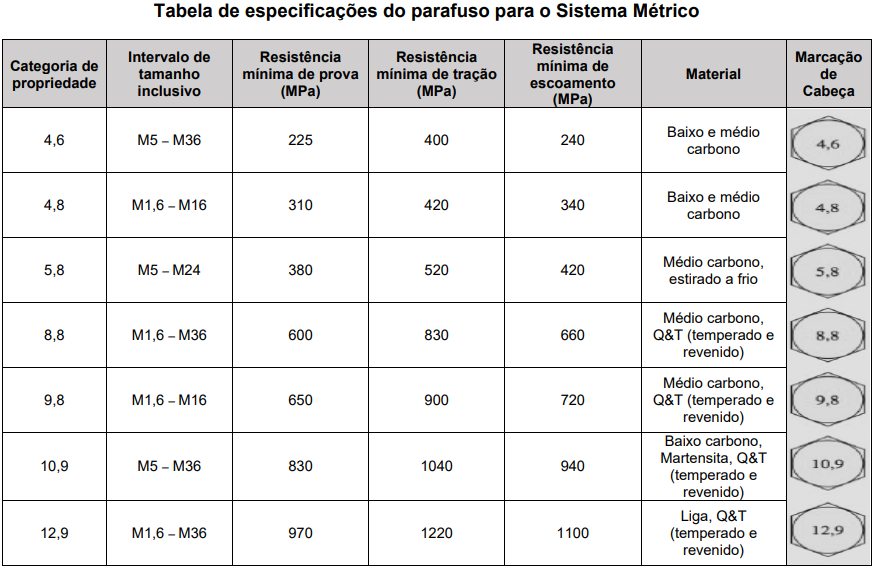 Tabela de especificações do parafuso para o Sistema Métrico
Categoria de propriedade | Intervalo de tamanho inclusivo | Resistência mínima de prova (MPa) | Resistência mínima de tração (MPa) | Resistência mínima de escoamento (MPa) | Material | Marcação de Cabeça
4,6 | M5 – M36 | 225 | 400 | 240 | Baixo e médio carbono | 4,6
4,8 | M1,6 – M16 | 310 | 420 | 340 | Baixo e médio carbono | 4,8
5,8 | M5 – M24 | 380 | 520 | 420 | Médio carbono, estirado a frio | 5,8
8,8 | M1,6 – M36 | 600 | 830 | 660 | Médio carbono, Q&T (temperado e revenido) | 8,8
9,8 | M1,6 – M16 | 650 | 900 | 720 | Médio carbono, Q&T (temperado e revenido) | 9,8
10,9 | M5 – M36 | 830 | 1040 | 940 | Baixo carbono, Martensita, Q&T (temperado e revenido) | 10,9
12,9 | M1,6 – M36 | 970 | 1220 | 1100 | Liga, Q&T (temperado e revenido) | 12,9